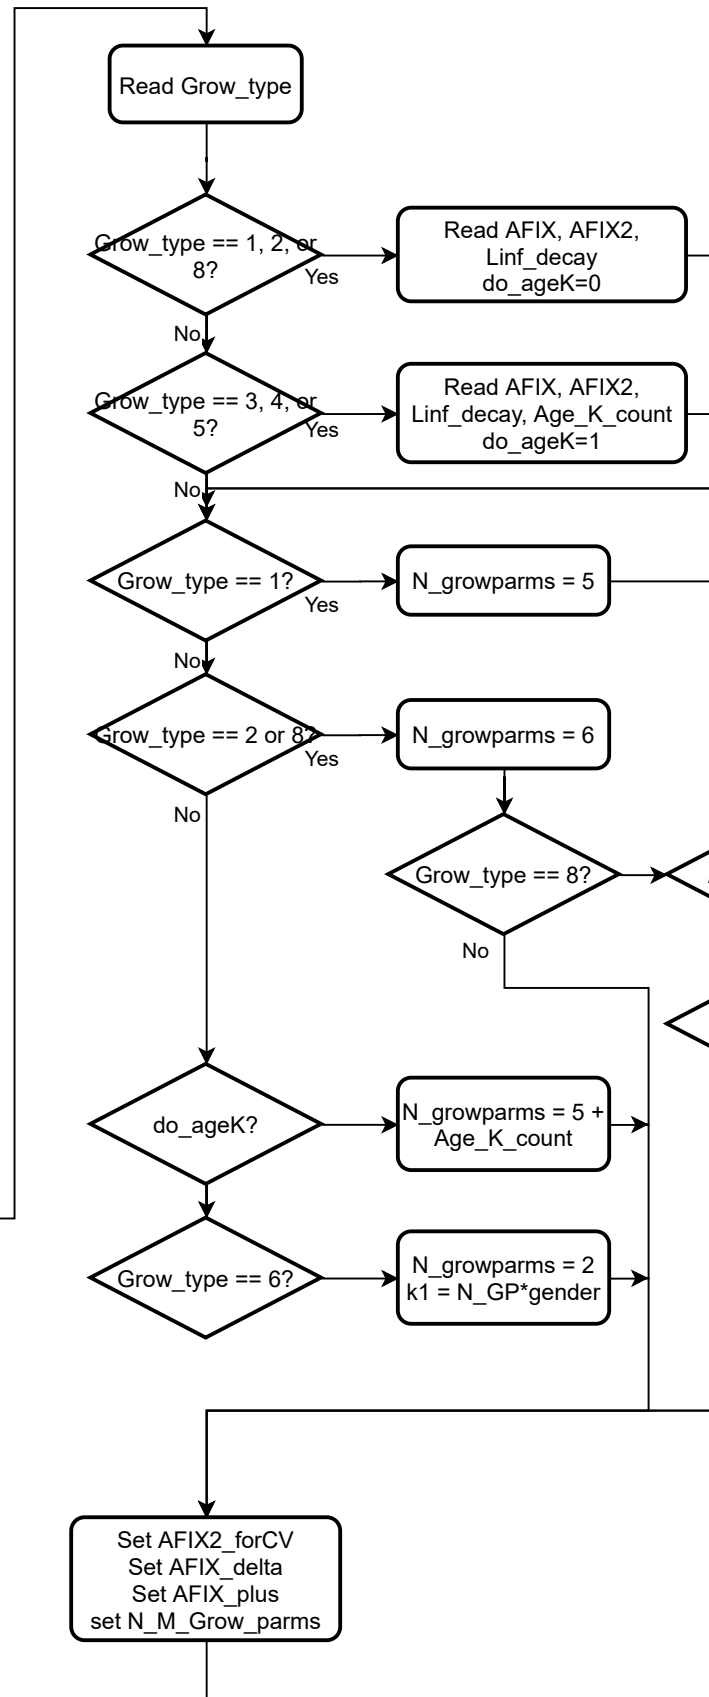 Read Grow_type
Grow_type == 1, 2, or
8?
Yes
No
Read AFIX, AFIX2,
Linf_decay
do_ageK=0
Grow_type == 3, 4, or
5?
Yes
No
Read AFIX, AFIX2,
Linf_decay, Age_K_count
do_ageK=1
Grow_type == 1?
Yes
No
N_growparms = 5
Grow_type == 2 or 8?
Yes
No
N_growparms = 6
Grow_type == 8?
No
do_ageK?
N_growparms = 5 +
Age_K_count
Grow_type == 6?
N_growparms = 2
k1 = N_GP*gender
Set AFIX2_forCV
Set AFIX_delta
Set AFIX_plus
set N_M_Grow_parms